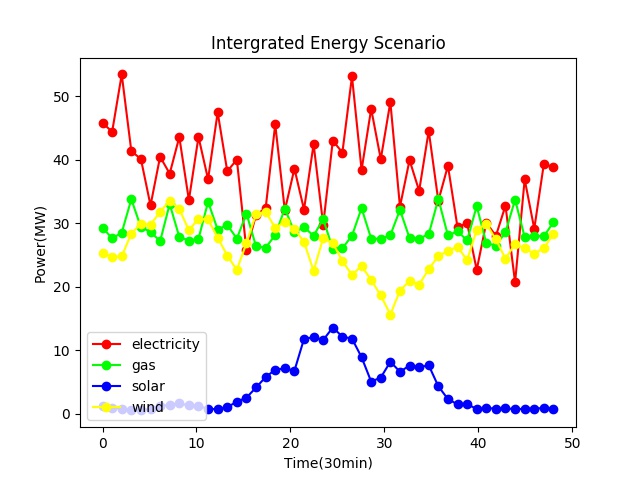 Intergrated Energy Scenario
Power(MW)
50
40
30
20
10
0
electricity
gas
solar
wind
0 10 20 30 40 50
Time(30min)